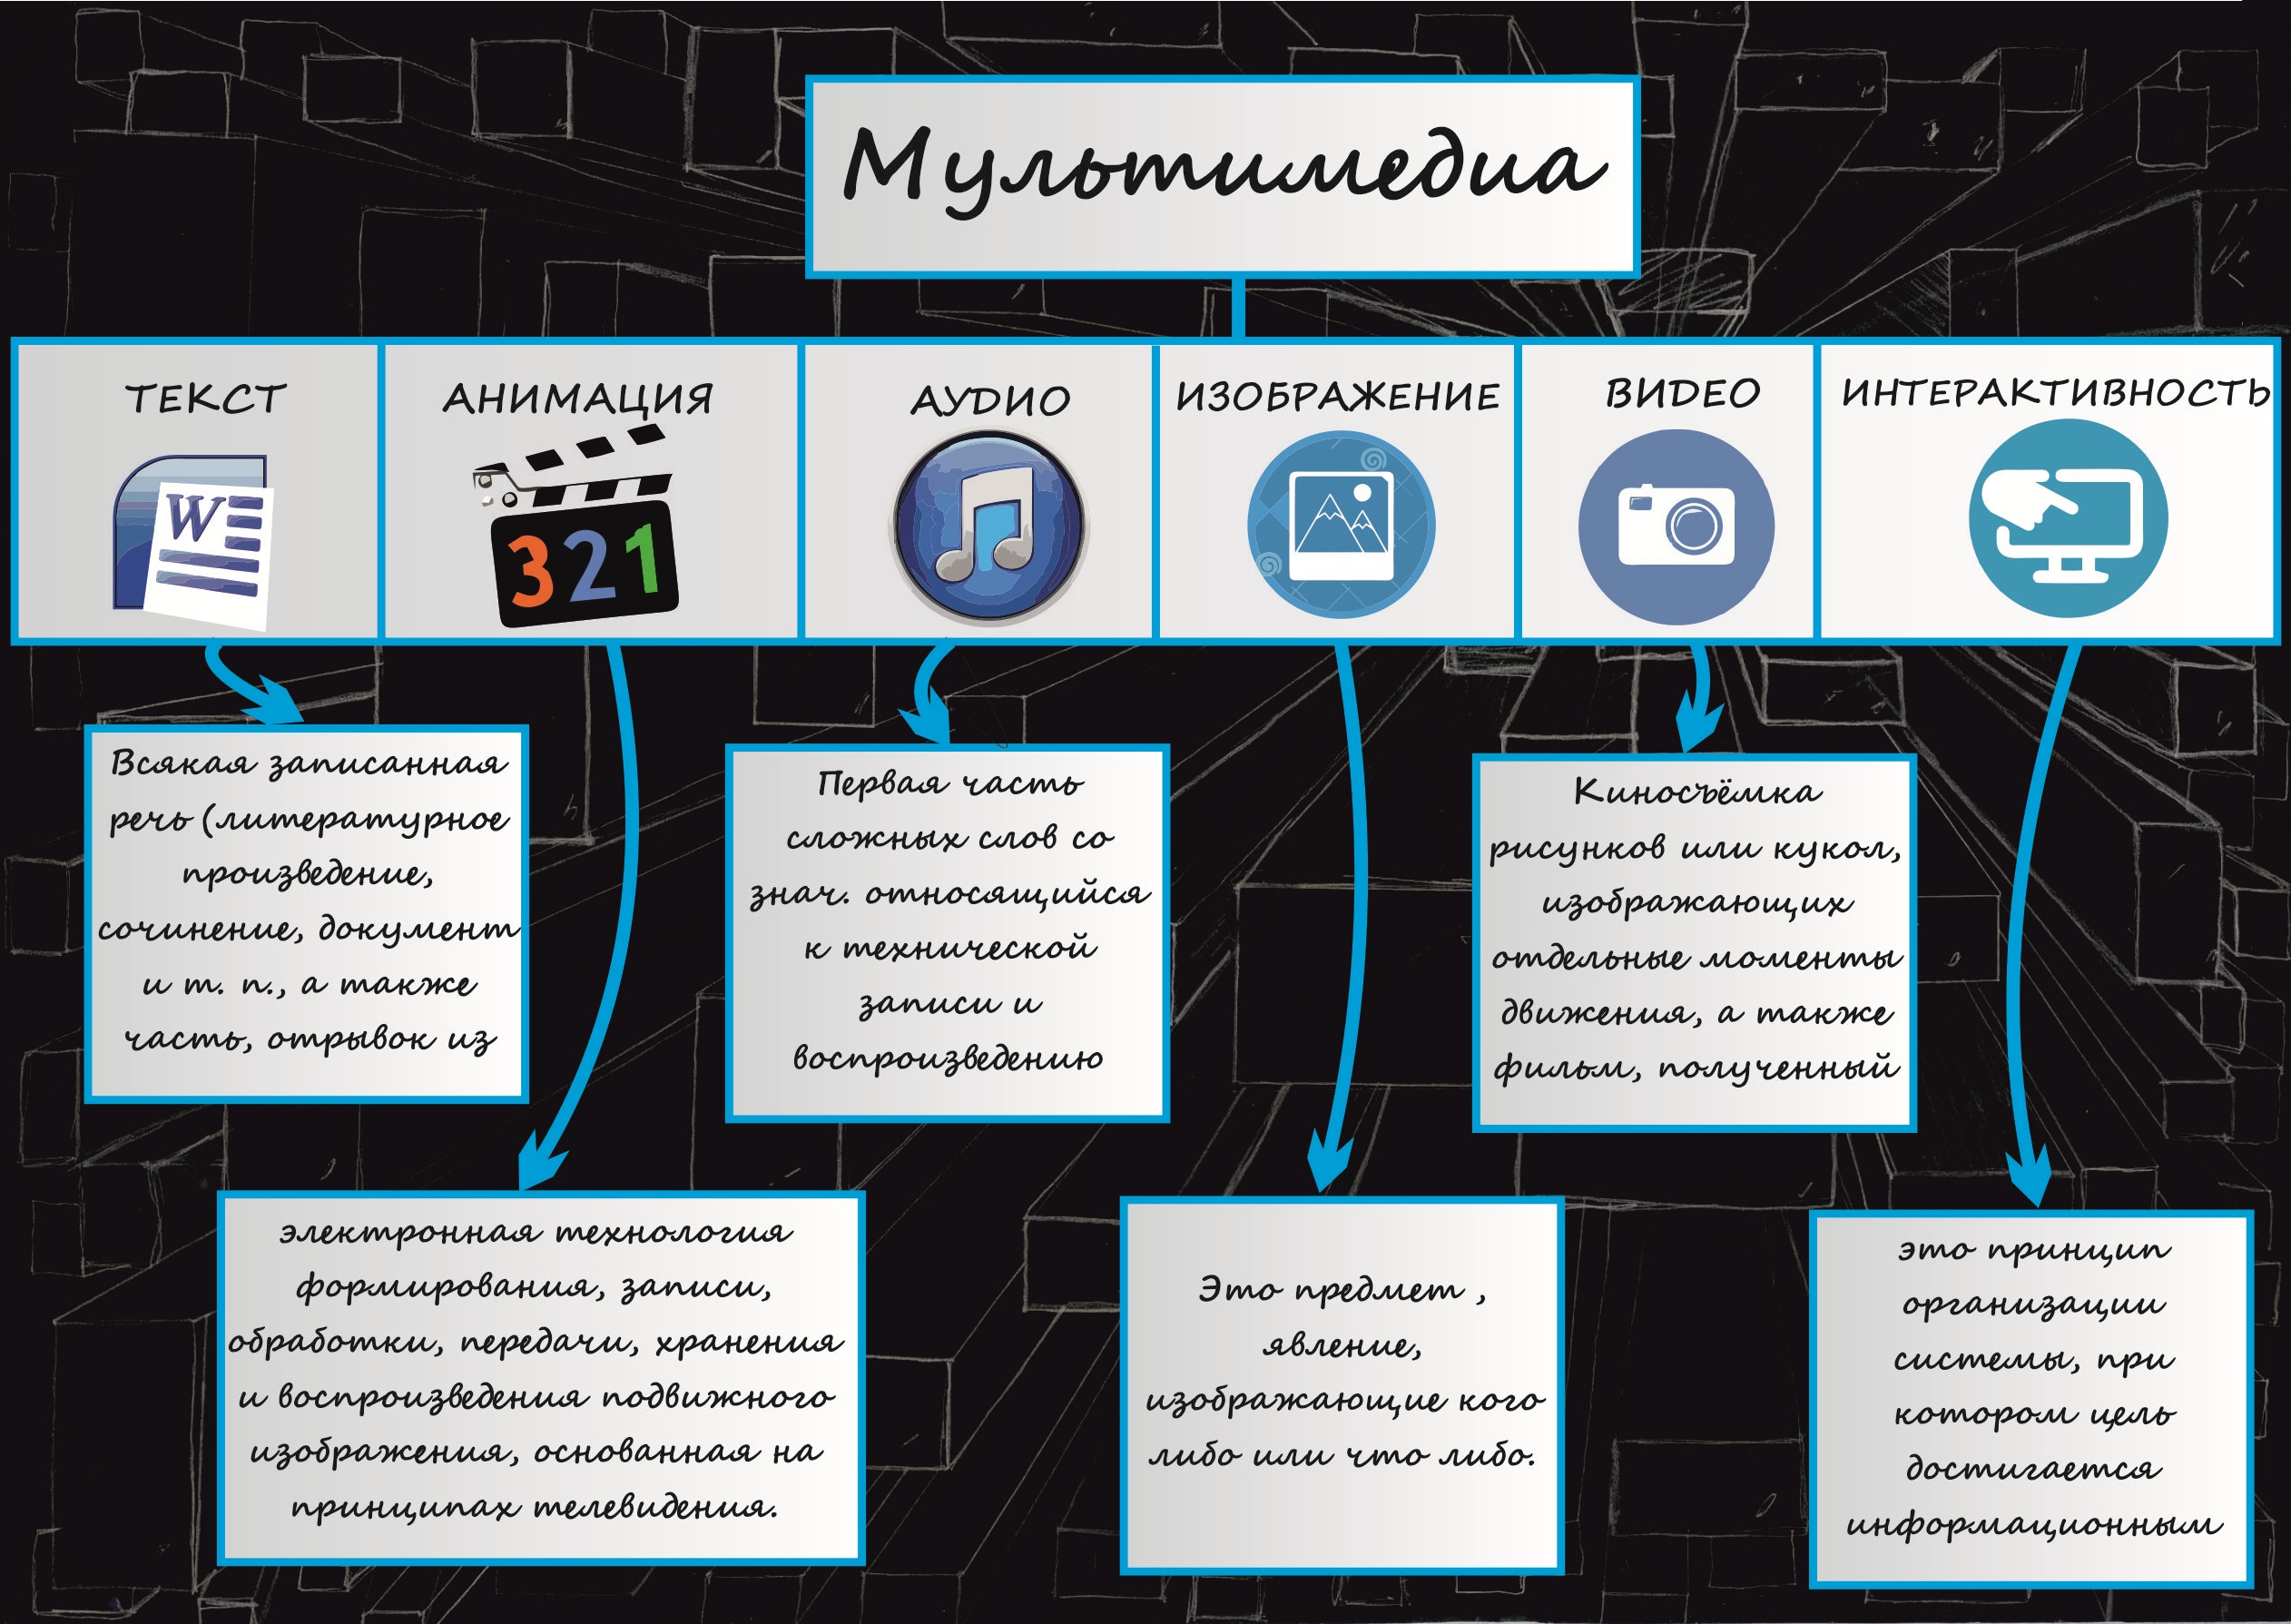 Мультимедиа
ТЕКСТ
АНИМАЦИЯ
АУДИО
ИЗОБРАЖЕНИЕ
ВИДЕО
ИНТЕРАКТИВНОСТЬ
W
321
Всякая записанная
речь (литературное
произведение,
сочинение, документ
и т. п., а также
часть, отрывок из
Первая часть
сложных слов со
знач. относящийся
к технической
записи и
воспроизведению
Киносъёмка
рисунков или кукол,
изображающих
отдельные моменты
движения, а также
фильм, полученный
электронная технология
формирования, записи,
обработки, передачи, хранения
и воспроизведения подвижного
изображения, основанная на
принципах телевидения.
Это предмет ,
явление,
изображающие кого
либо или что либо.
это принцип
организации
системы, при
котором цель
достигается
информационным